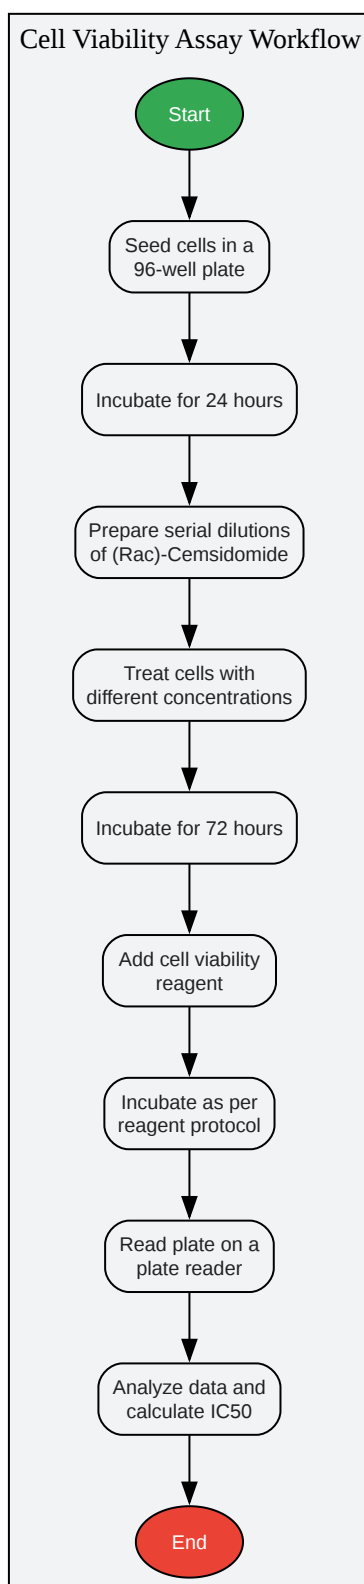 Cell Viability Assay Workflow
Start
Seed cells in a
96-well plate
Incubate for 24 hours
Prepare serial dilutions
of (Rac)-Cemsidomide
Treat cells with
different concentrations
Incubate for 72 hours
Add cell viability
reagent
Incubate as per
reagent protocol
Read plate on a
plate reader
Analyze data and
calculate IC50
End